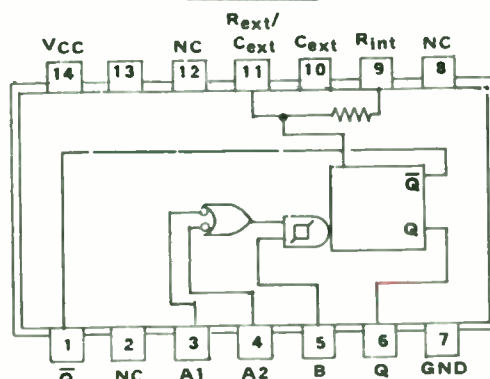 Rext/
VCC NC Cext Cext Rint NC
14 13 12 11 10 9 8
Q̅
Q
1 2 3 4 5 6 7
Q̅ NC A1 A2 B Q GND